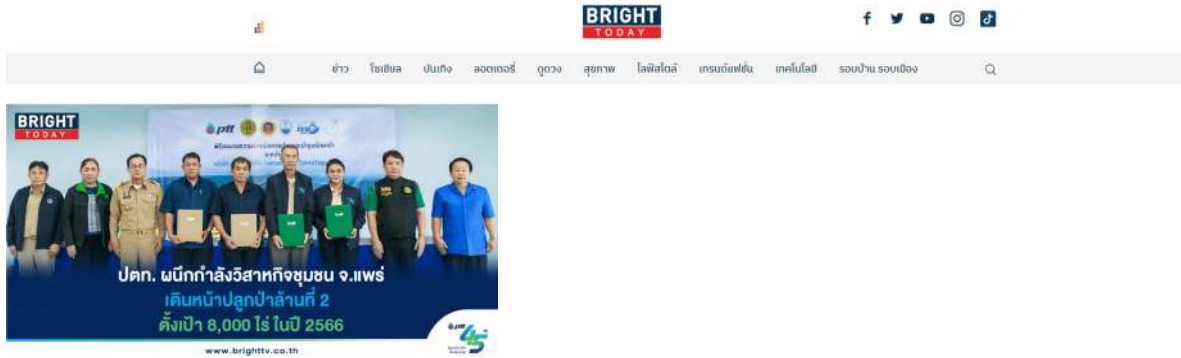 BRIGHT
TODAY
ข่าว โซเชียล บันเทิง ลอตเตอรี่ ดูดวง สุขภาพ ไลฟ์สไตล์ เทรนด์แฟชั่น เทคโนโลยี รอบบ้าน รอบเมือง
BRIGHT
TODAY
ptt
ปตท. ผนึกกำลังวิสาหกิจชุมชน จ.แพร่
เดินหน้าปลูกป่าล้านที่ 2
ตั้งเป้า 8,000 ไร่ ในปี 2566
ptt
45
www.brighttv.co.th